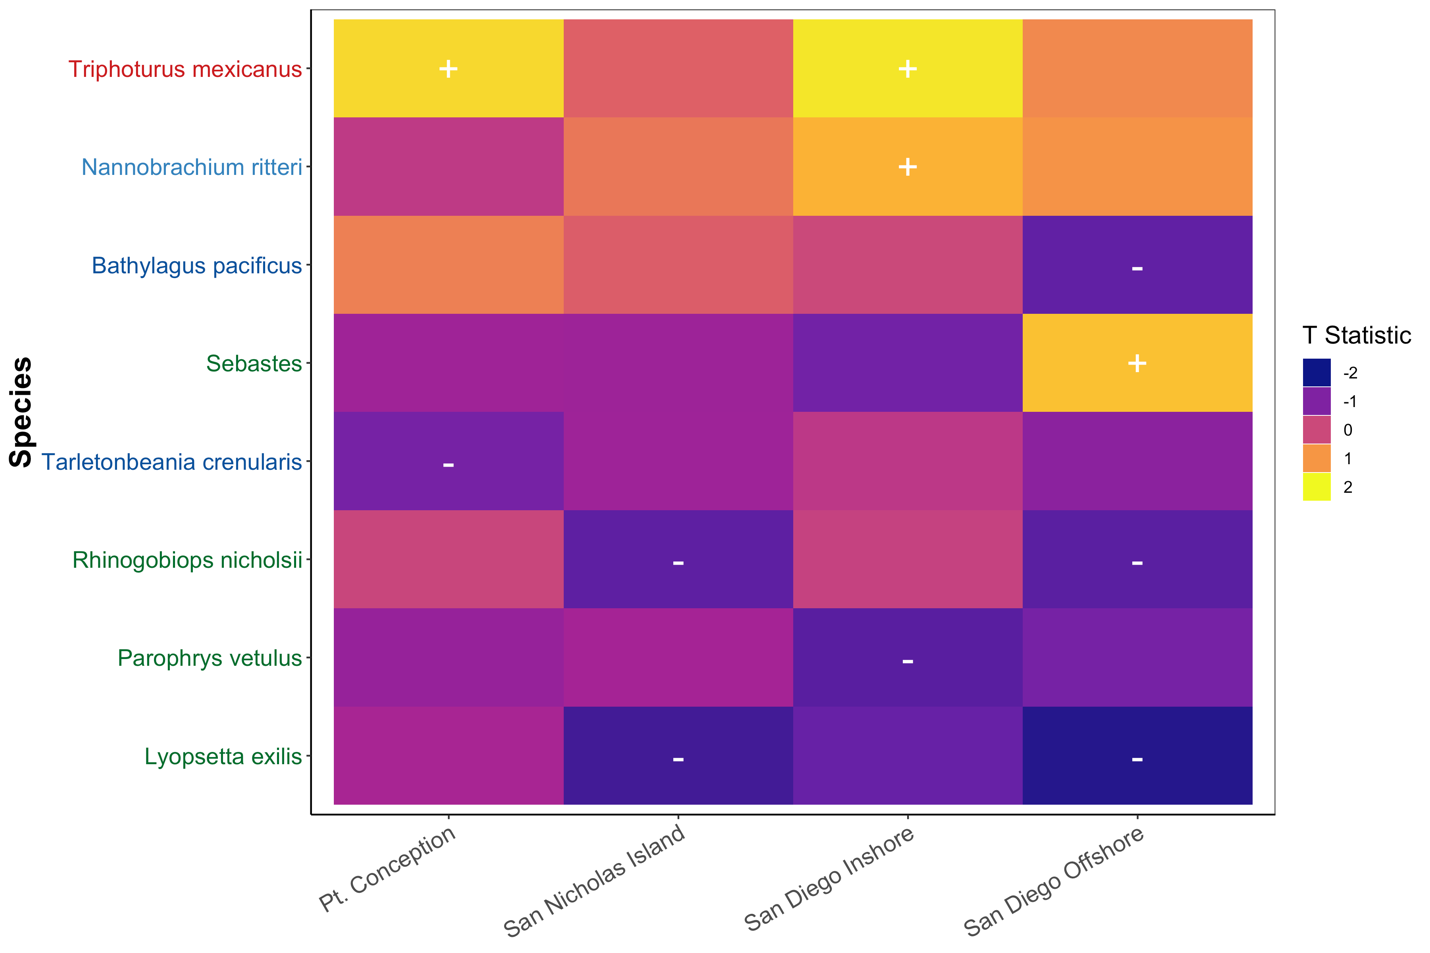 Species
Triphoturus mexicanus
+
+
Nannobrachium ritteri
+
Bathylagus pacificus
-
Sebastes
+
Tarletonbeania crenularis
-
Rhinogobiops nicholsii
-
-
Parophrys vetulus
-
Lyopsetta exilis
-
-
Pt. Conception
San Nicholas Island
San Diego Inshore
San Diego Offshore
T Statistic
-2
-1
0
1
2